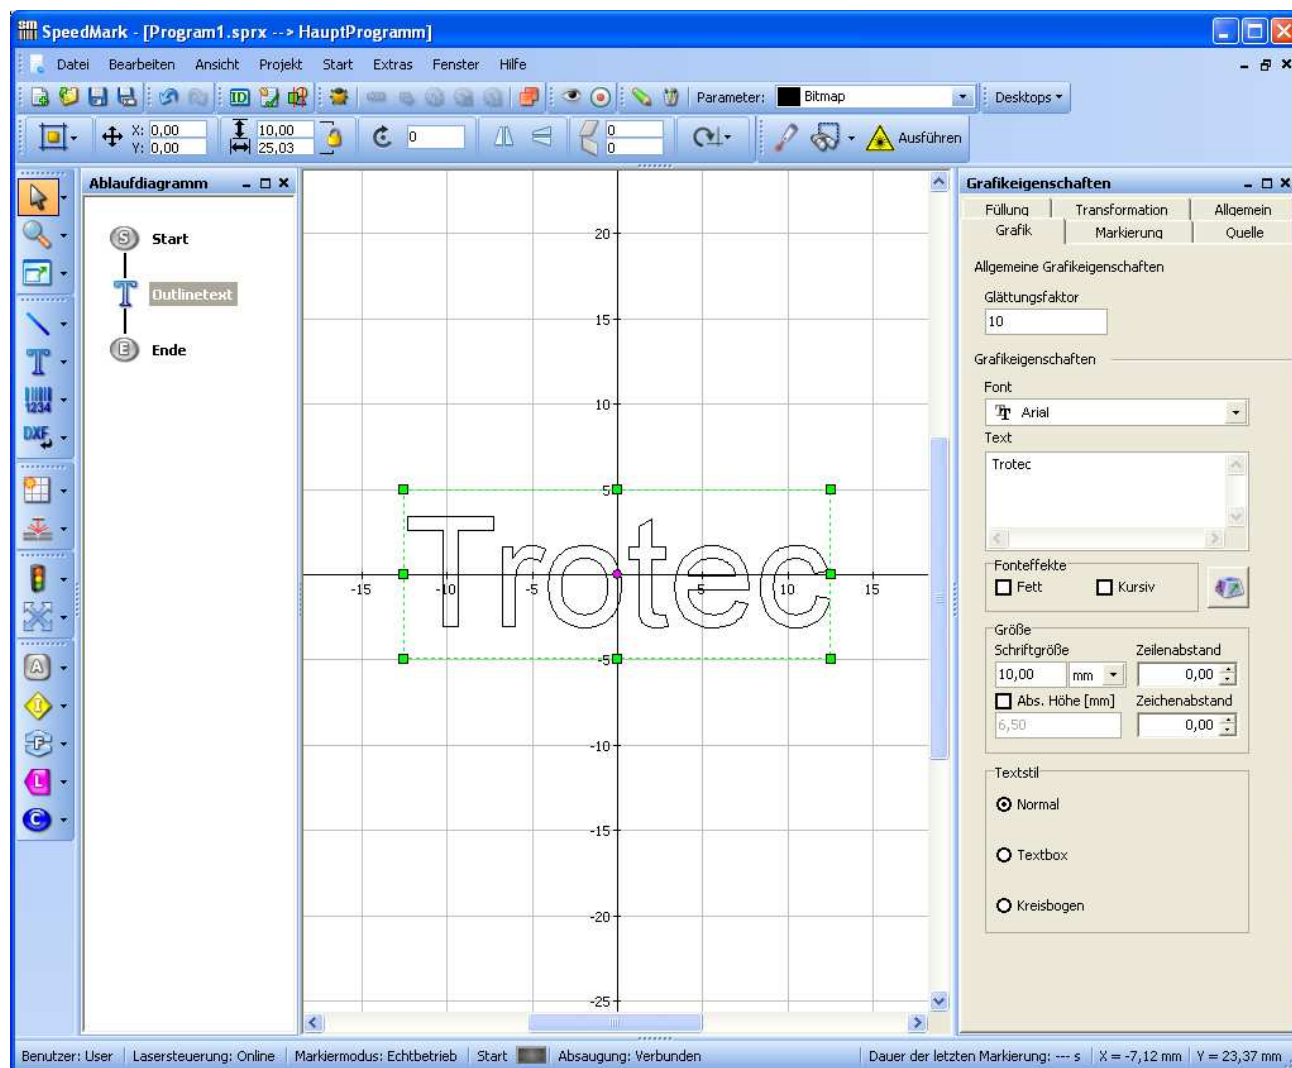 SpeedMark - [Program1.sprx --> HauptProgramm]
Datei Bearbeiten Ansicht Projekt Start Extras Fenster Hilfe
ID Parameter: Bitmap Desktops
X: 0,00 10,00 0 0 Ausführen
Y: 0,00 25,03 0
Ablaufdiagramm
S Start
T Outlinetext
E Ende
T
1234
DXF
A
I
F
L
C
20
15
10
5
-15 -10 -5 5 10 15
-5
-10
-15
-20
-25
Trotec
Grafikeigenschaften
Füllung Transformation Allgemein
Grafik Markierung Quelle
Allgemeine Grafikeigenschaften
Glättungsfaktor
10
Grafikeigenschaften
Font
Arial
Text
Trotec
Fonteffekte
Fett Kursiv
Größe
Schriftgröße Zeilenabstand
10,00 mm 0,00
Abs. Höhe [mm] Zeichenabstand
6,50 0,00
Textstil
Normal
Textbox
Kreisbogen
Benutzer: User Lasersteuerung: Online Markiermodus: Echtbetrieb Start Absaugung: Verbunden Dauer der letzten Markierung: --- s X = -7,12 mm Y = 23,37 mm